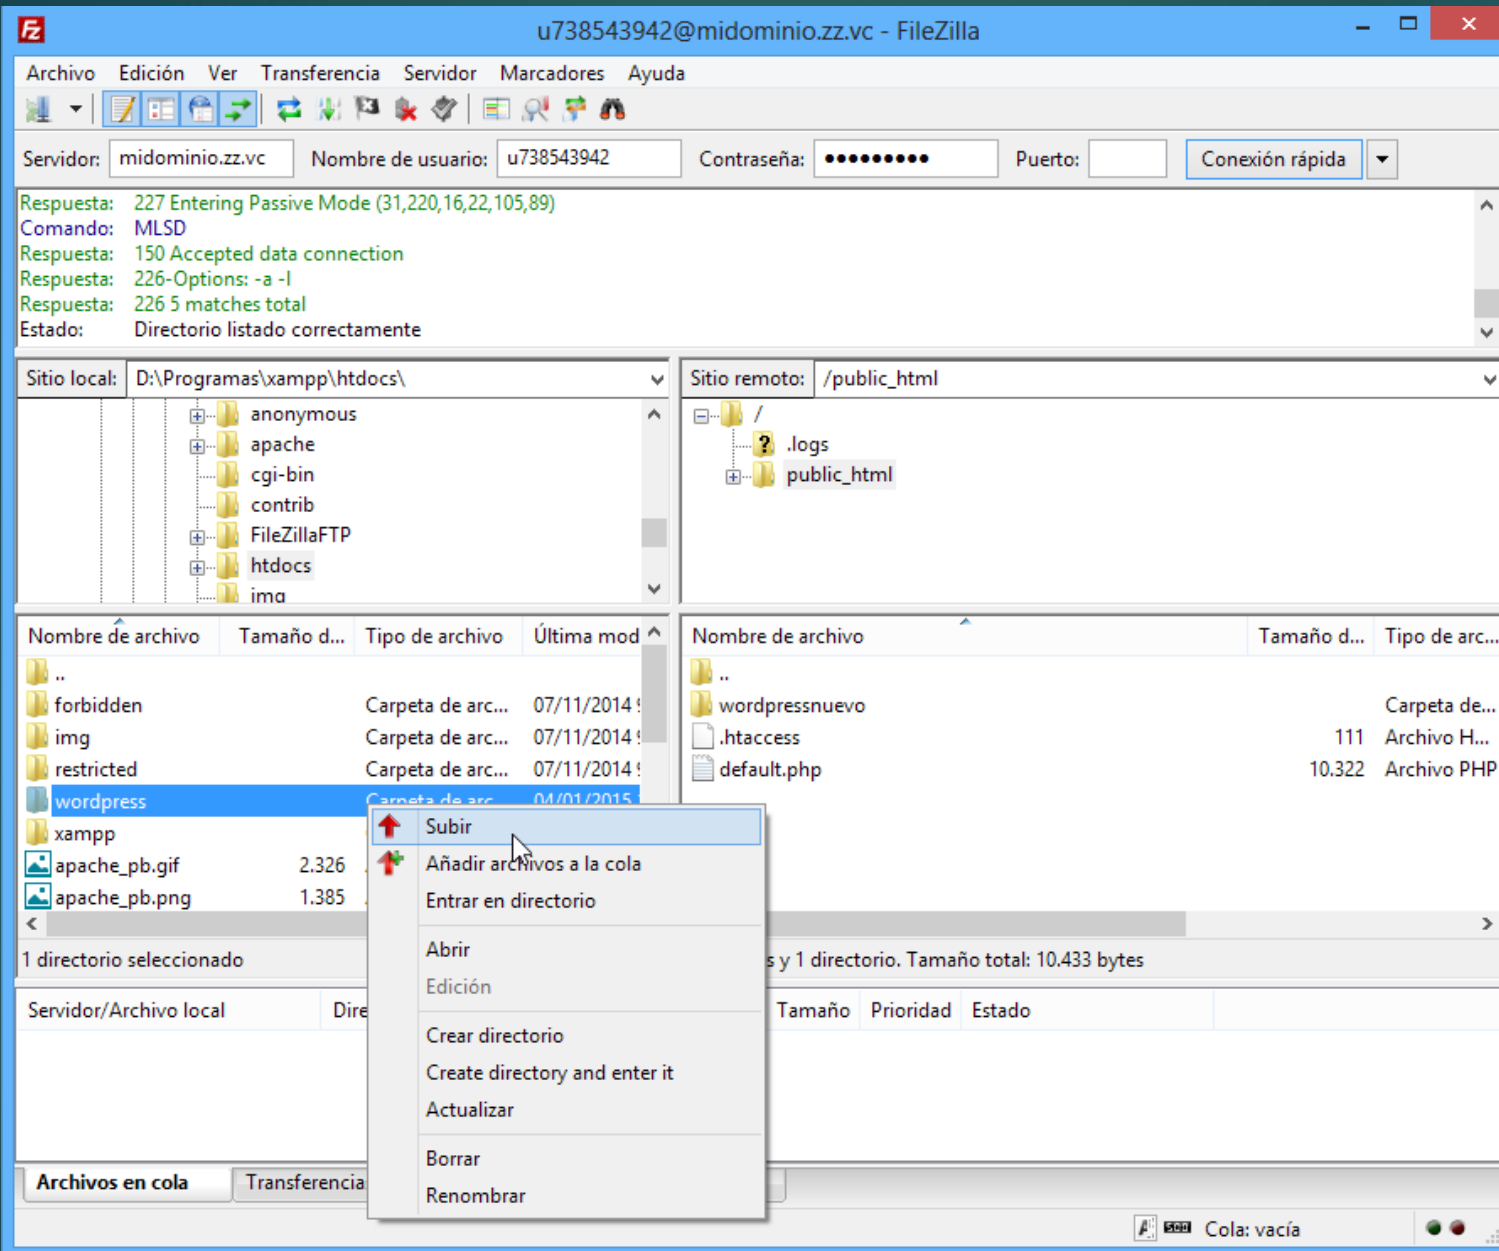 u738543942@midominio.zz.vc - FileZilla
Archivo Edición Ver Transferencia Servidor Marcadores Ayuda
Servidor: midominio.zz.vc Nombre de usuario: u738543942 Contraseña: ●●●●●●●●● Puerto: Conexión rápida
Respuesta: 227 Entering Passive Mode (31,220,16,22,105,89)
Comando: MLSD
Respuesta: 150 Accepted data connection
Respuesta: 226-Options: -a -l
Respuesta: 226 5 matches total
Estado: Directorio listado correctamente
Sitio local: D:\Programas\xampp\htdocs\
anonymous
apache
cgi-bin
contrib
FileZillaFTP
htdocs
img
Sitio remoto: /public_html
/
.logs
public_html
Nombre de archivo Tamaño d... Tipo de archivo Última mod
..
forbidden Carpeta de arc... 07/11/2014
img Carpeta de arc... 07/11/2014
restricted Carpeta de arc... 07/11/2014
wordpress Carpeta de arc... 04/01/2015
xampp
apache_pb.gif 2.326
apache_pb.png 1.385
1 directorio seleccionado
Nombre de archivo Tamaño d... Tipo de arc...
..
wordpressnuevo Carpeta de...
.htaccess 111 Archivo H...
default.php 10.322 Archivo PHP
s y 1 directorio. Tamaño total: 10.433 bytes
Subir
Añadir archivos a la cola
Entrar en directorio
Abrir
Edición
Crear directorio
Create directory and enter it
Actualizar
Borrar
Renombrar
Servidor/Archivo local Dire Tamaño Prioridad Estado
Archivos en cola Transferencia
Cola: vacía